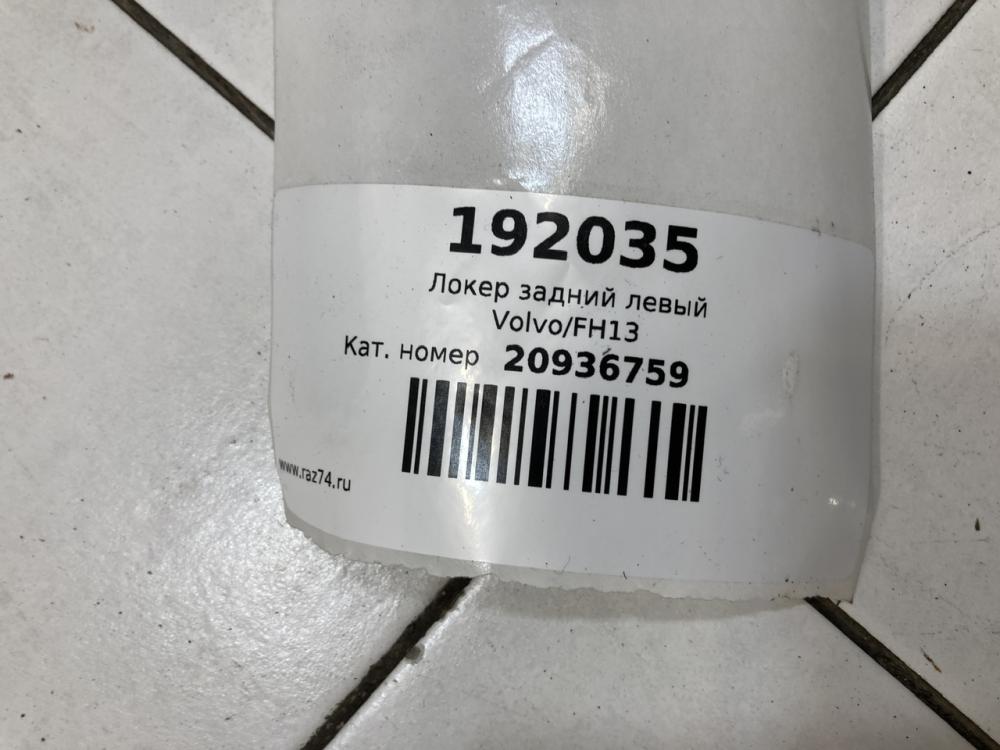 192035
Локер задний левый
Volvo/FH13
Кат. номер 20936759
www.raz74.ru